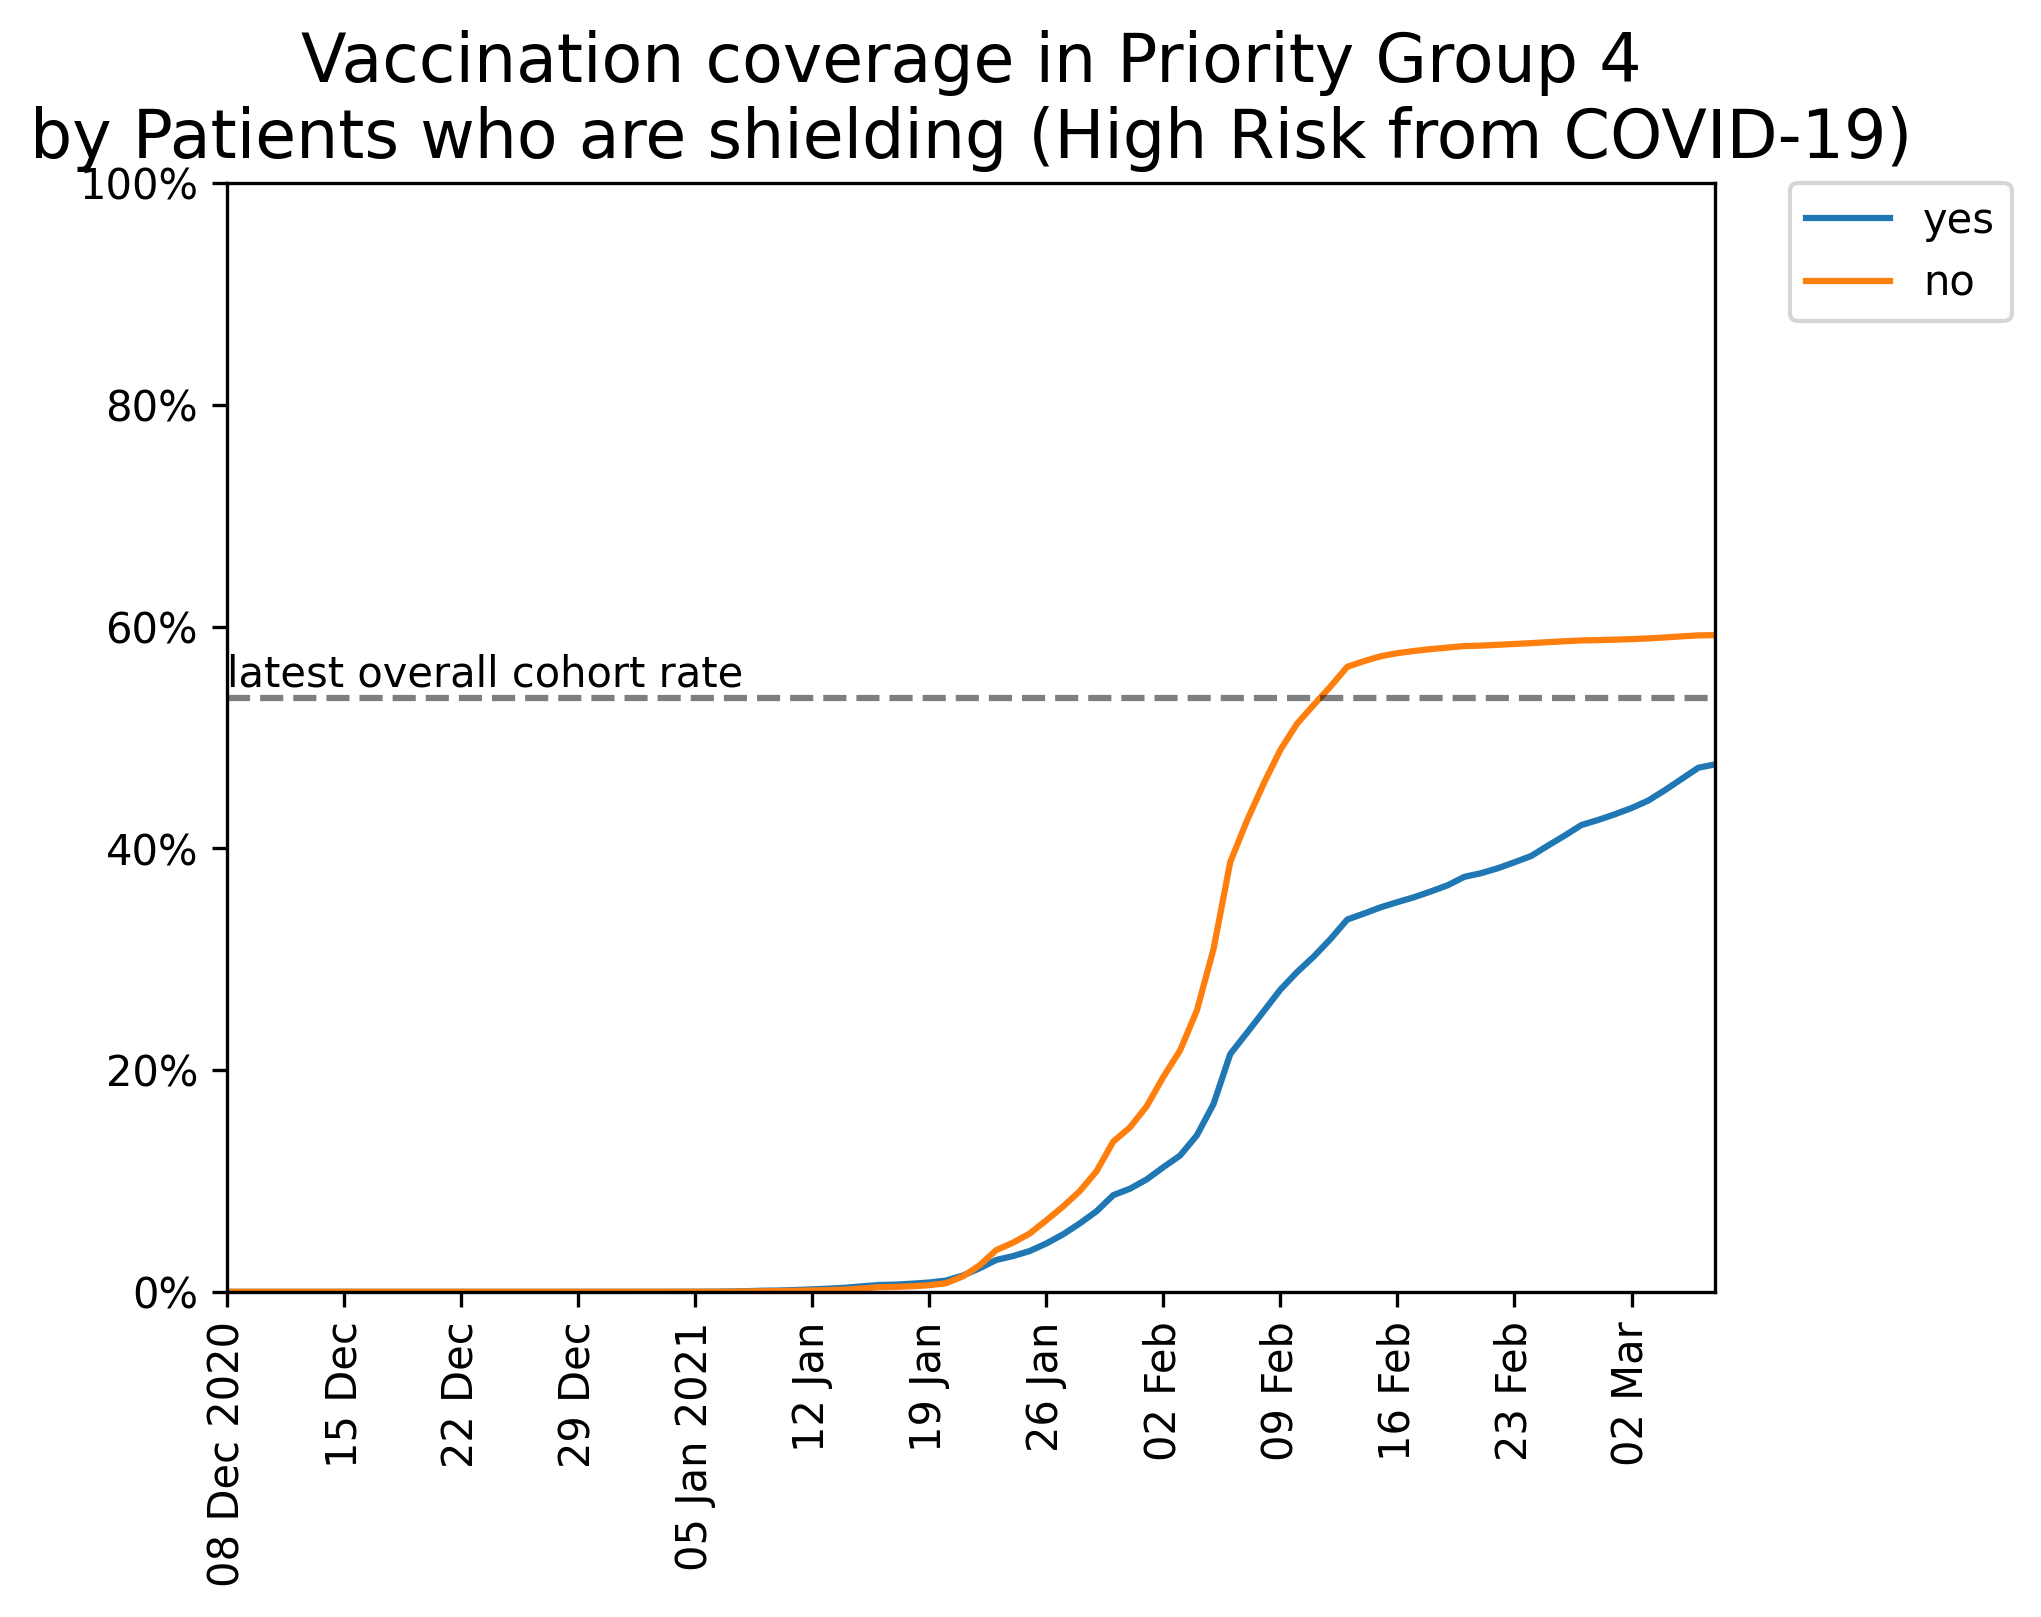 Vaccination coverage in Priority Group 4
by Patients who are shielding (High Risk from COVID-19)
100%
80%
60%
40%
20%
0%
latest overall cohort rate
yes
no
08 Dec 2020
15 Dec
22 Dec
29 Dec
05 Jan 2021
12 Jan
19 Jan
26 Jan
02 Feb
09 Feb
16 Feb
23 Feb
02 Mar